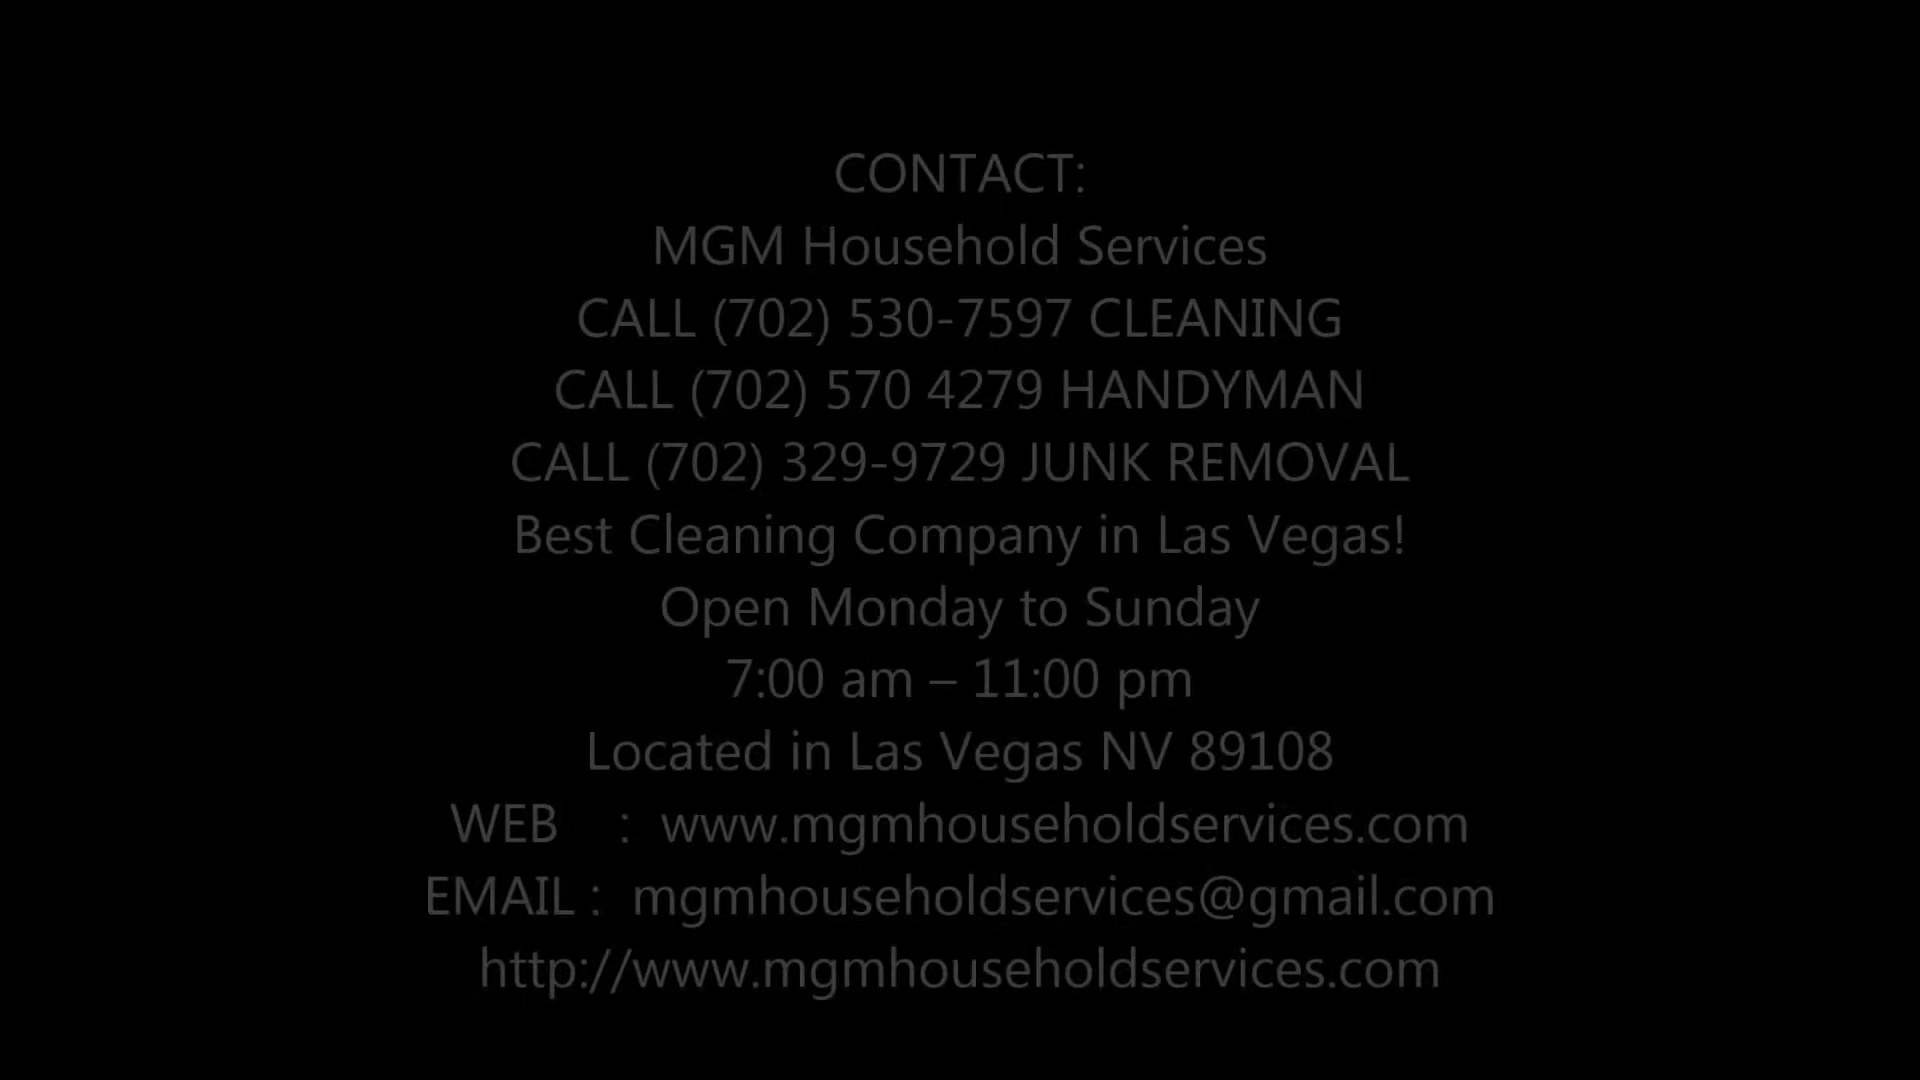 CONTACT:
MGM Household Services
CALL (702) 530-7597 CLEANING
CALL (702) 570 4279 HANDYMAN
CALL (702) 329-9729 JUNK REMOVAL
Best Cleaning Company in Las Vegas!
Open Monday to Sunday
7:00 am – 11:00 pm
Located in Las Vegas NV 89108
WEB : www.mgmhouseholdservices.com
EMAIL : mgmhouseholdservices@gmail.com
http://www.mgmhouseholdservices.com